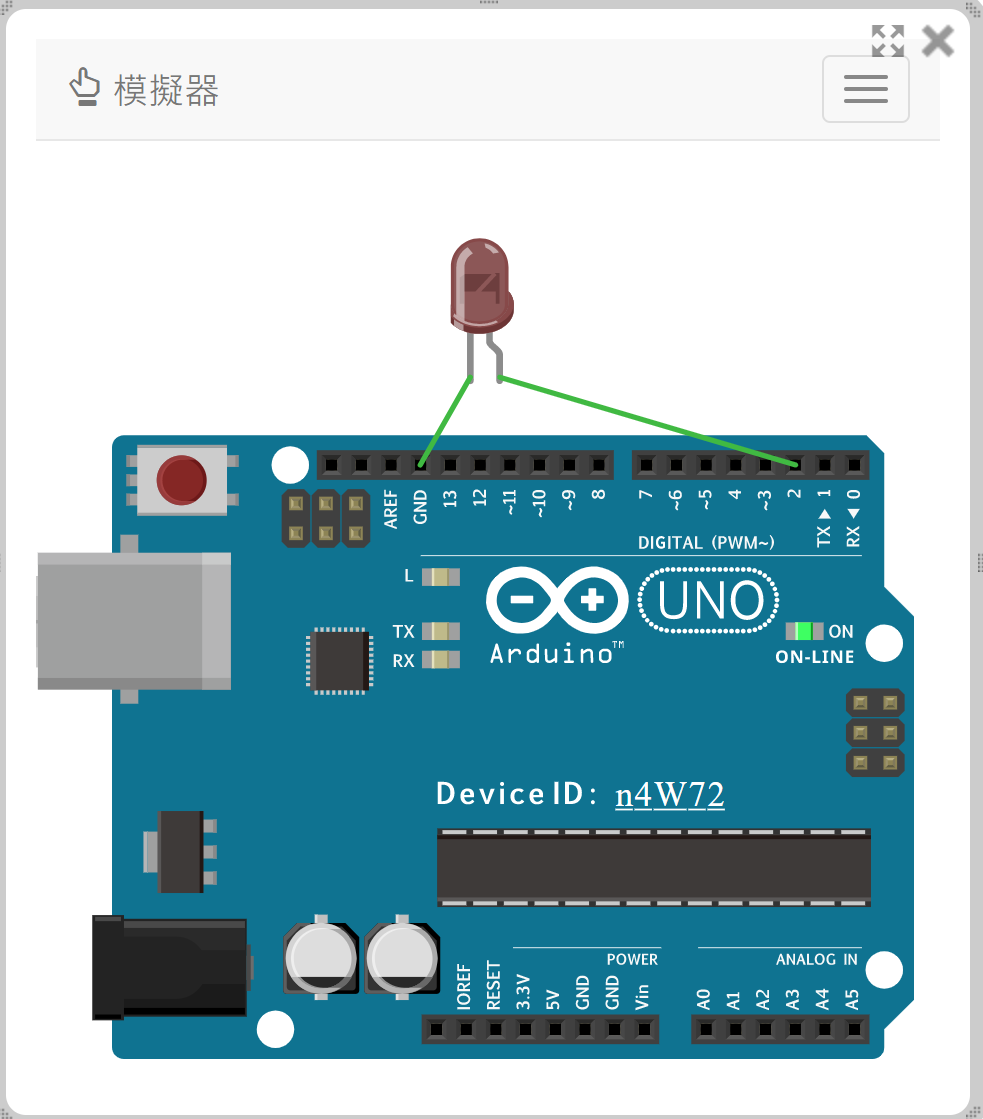 模擬器
AREF
GND
13
12
~11
~10
~9
8
7
~6
~5
4
~3
2
TX ▶ 1
RX ◀ 0
DIGITAL (PWM~)
L
TX
RX
Arduino™
UNO
ON
ON-LINE
Device ID: n4W72
POWER
ANALOG IN
IOREF
RESET
3.3V
5V
GND
GND
Vin
A0
A1
A2
A3
A4
A5